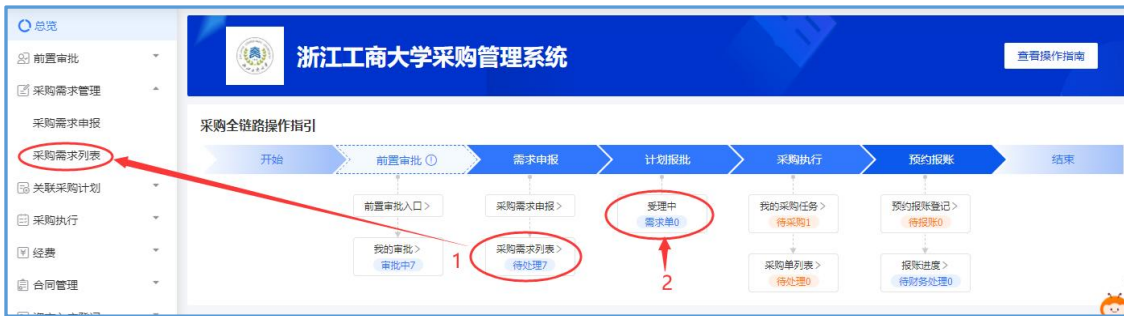 总览
前置审批
采购需求管理
采购需求申报
采购需求列表
关联采购计划
采购执行
经费
合同管理
浙江工商大学采购管理系统
查看操作指南
采购全链路操作指引
开始
前置审批
需求申报
计划报批
采购执行
预约报账
结束
前置审批入口>
采购需求申报>
受理中
需求单0
我的采购任务>
待采购1
预约报账登记>
待报账0
我的审批>
审批中7
1
采购需求列表>
待处理7
2
采购单列表>
待处理0
报账进度>
待财务处理0